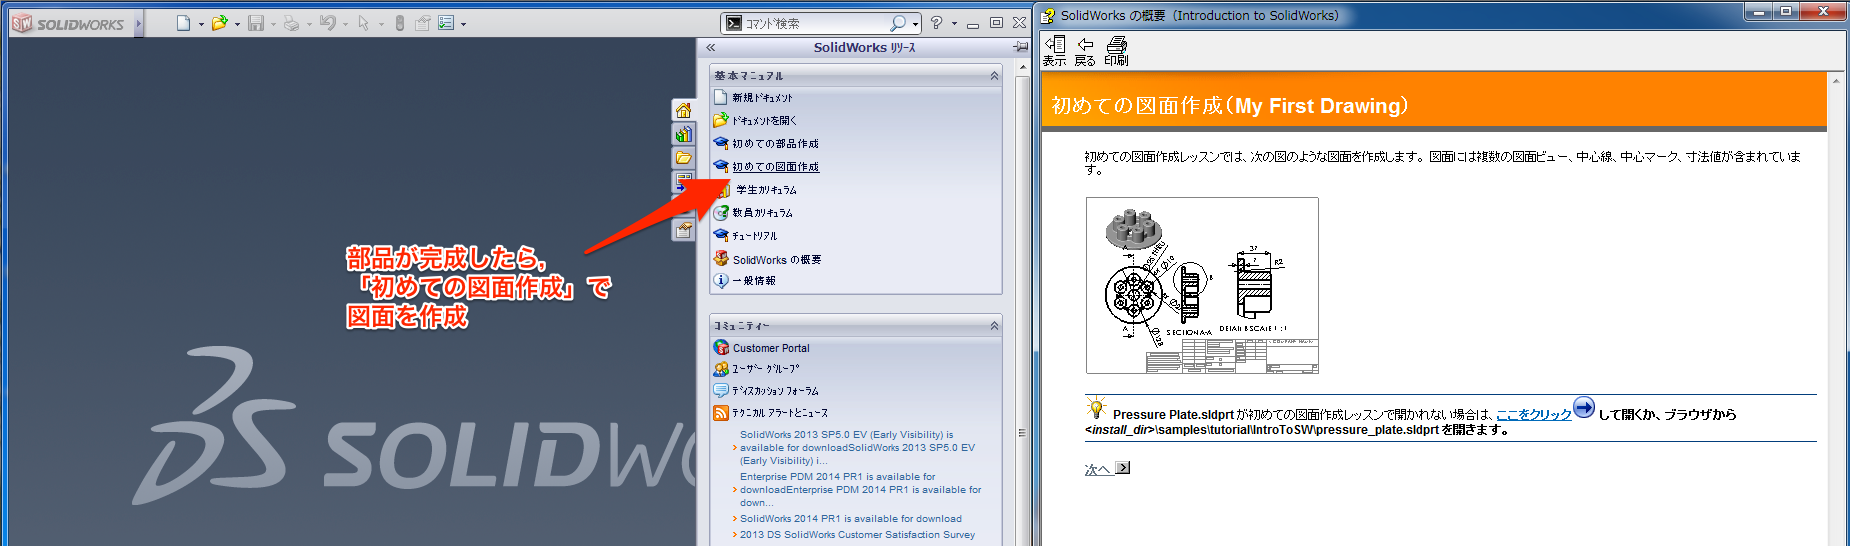 SOLIDWORKS
コマンド検索
SolidWorks リリース
基本マニュアル
新規ドキュメント
ドキュメントを開く
初めての部品作成
初めての図面作成
学生カリキュラム
教員カリキュラム
チュートリアル
SolidWorks の概要
一般情報
コミュニティー
Customer Portal
ユーザー グループ
ディスカッション フォーラム
テクニカル アラートとニュース
SolidWorks 2013 SP5.0 EV (Early Visibility) is
available for downloadSolidWorks 2013 SP5.0 EV
(Early Visibility) i...
Enterprise PDM 2014 PR1 is available for
downloadEnterprise PDM 2014 PR1 is available for
down...
SolidWorks 2014 PR1 is available for download
2013 DS SolidWorks Customer Satisfaction Survey
部品が完成したら，
「初めての図面作成」で
図面を作成
SOLIDWO
SolidWorks の概要（Introduction to SolidWorks）
表示 戻る 印刷
初めての図面作成（My First Drawing）
初めての図面作成レッスンでは、次の図のような図面を作成します。図面には複数の図面ビュー、中心線、中心マーク、寸法値が含まれていま
す。
37
7
R2
A
B
A
SECTION A-A
DETAIL B SCALE 1 : 1
Pressure Plate.sldprt が初めての図面作成レッスンで開かれない場合は、ここをクリック して開くか、ブラウザから
<install_dir>\samples\tutorial\IntroToSW\pressure_plate.sldprt を開きます。
次へ